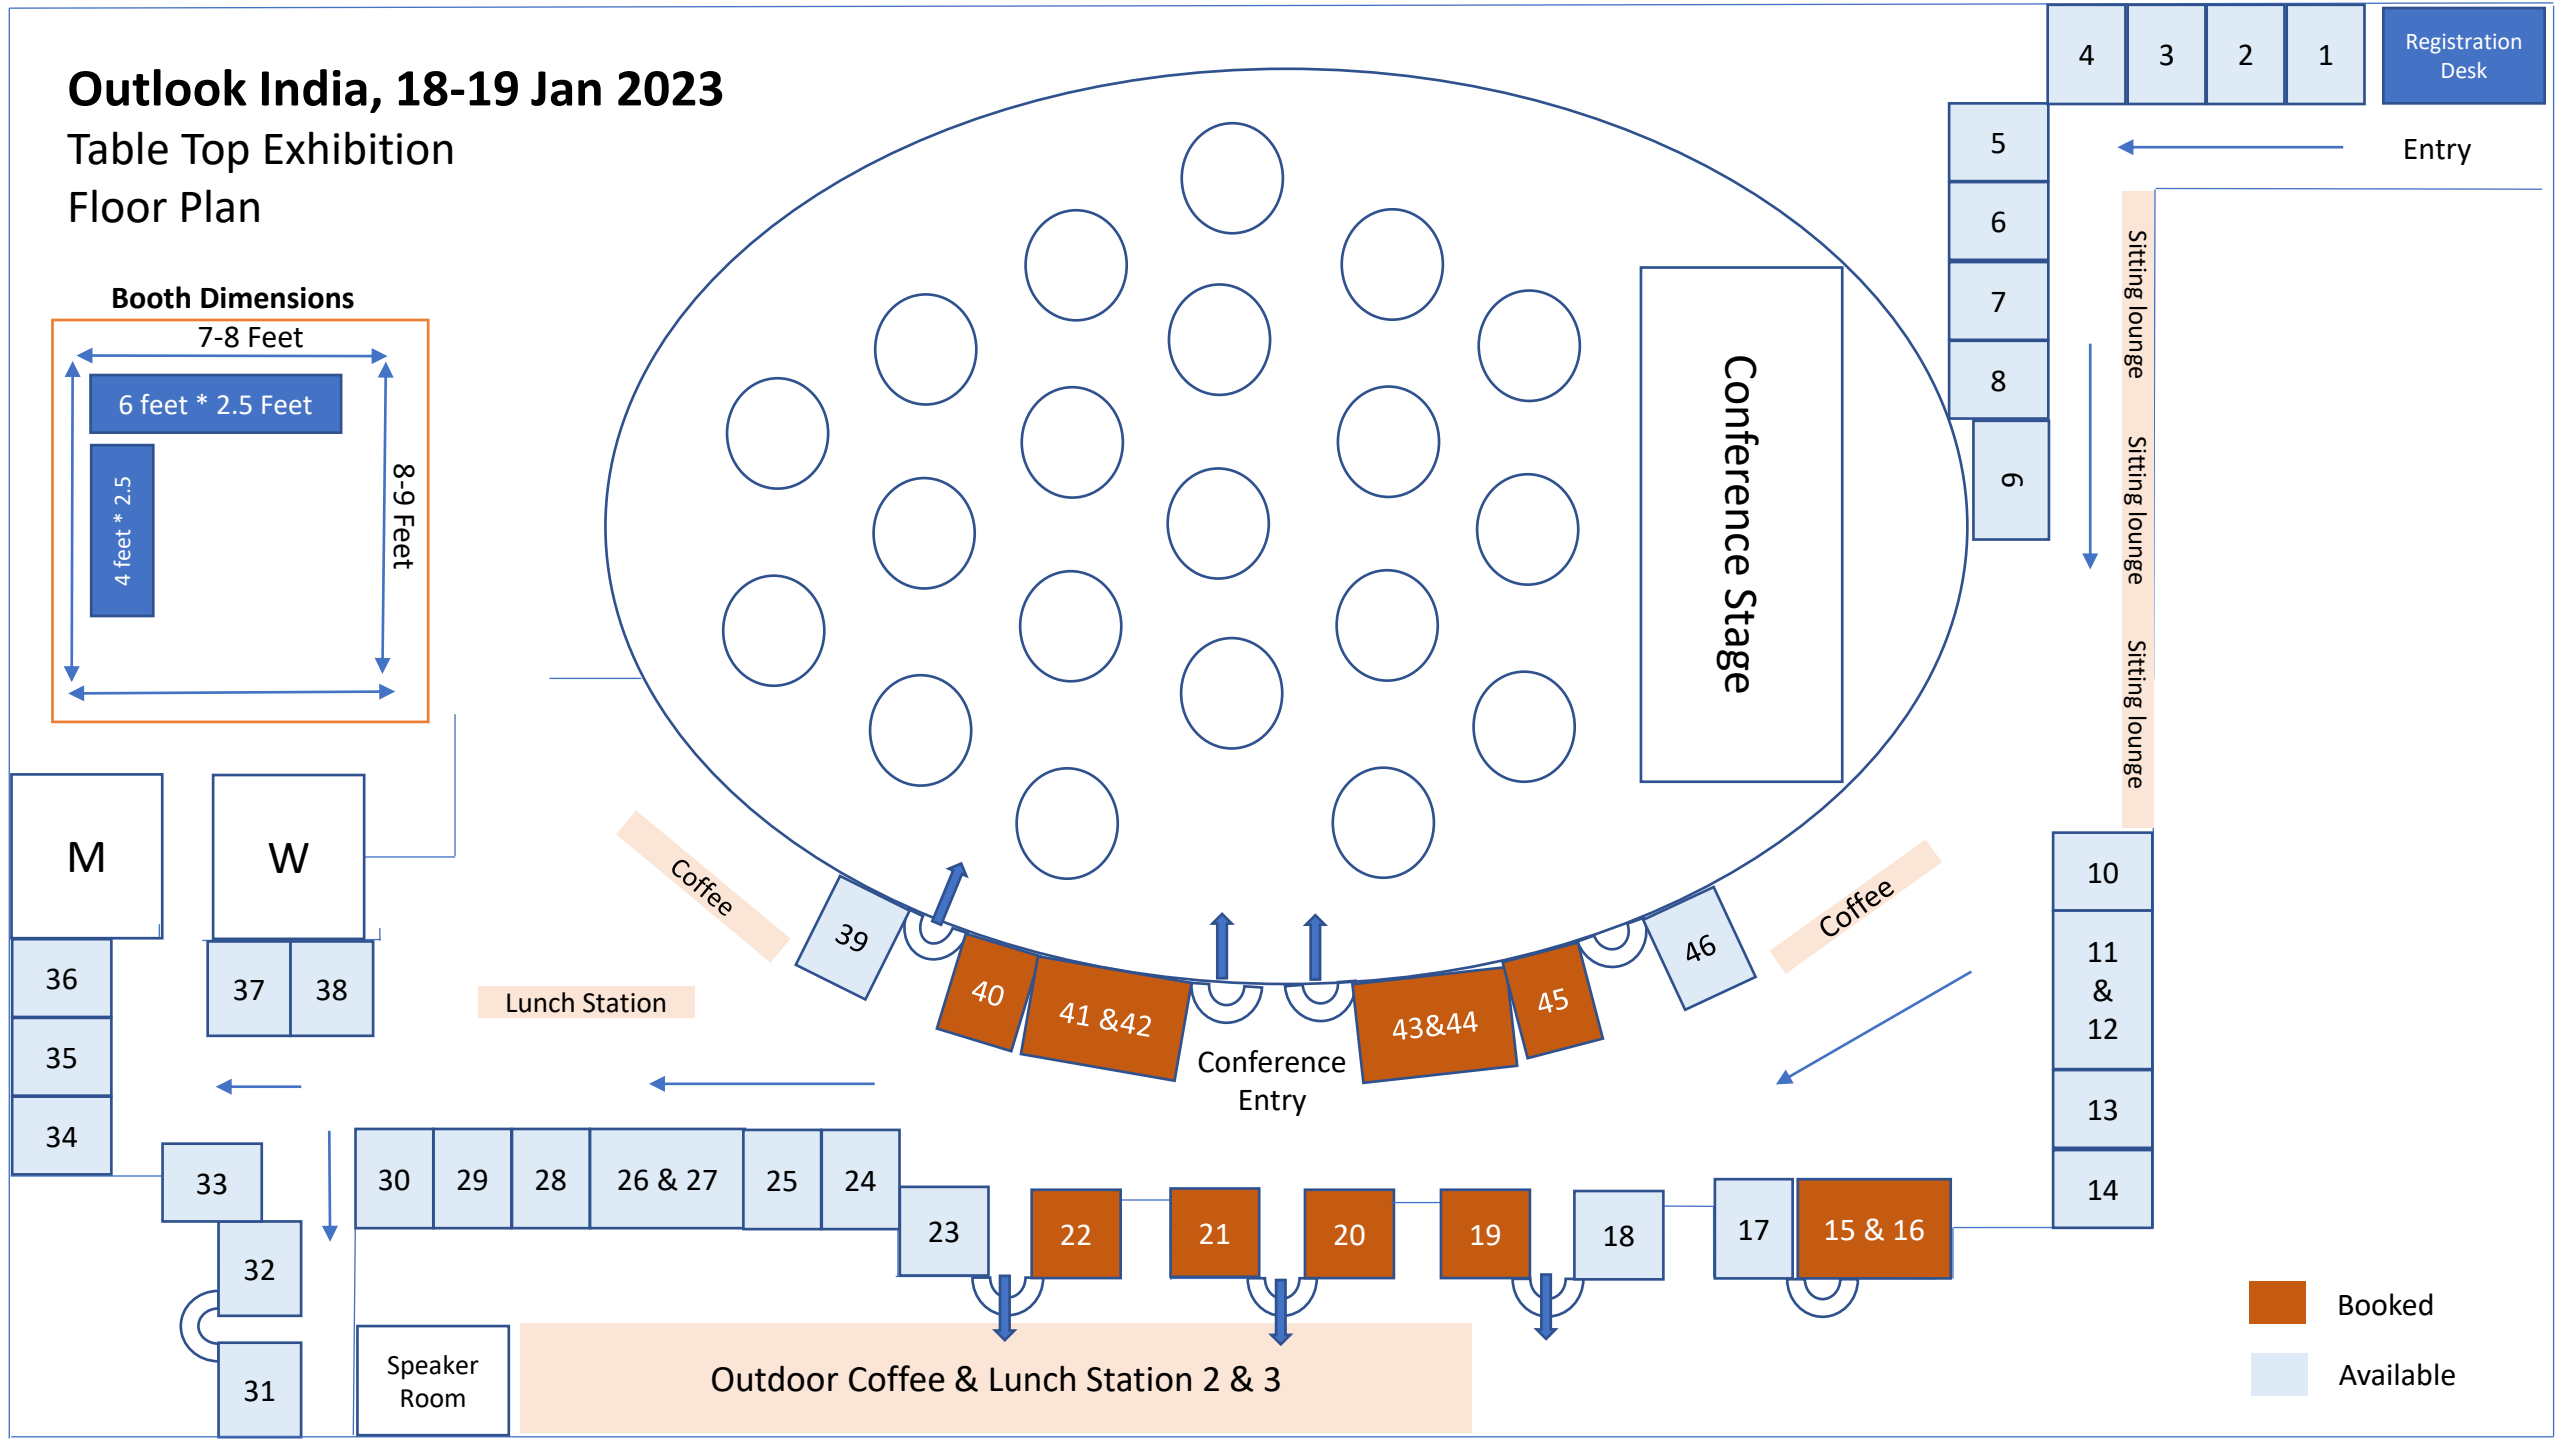 Outlook India, 18-19 Jan 2023
Table Top Exhibition
Floor Plan
Booth Dimensions
7-8 Feet
6 feet * 2.5 Feet
4 feet * 2.5
8-9 Feet
4
3
2
1
Registration
Desk
Entry
5
6
7
8
9
Sitting lounge
Sitting lounge
Sitting lounge
Conference Stage
M
W
36
35
34
37
38
Coffee
Lunch Station
39
40
41 &42
43&44
45
46
Coffee
Conference
Entry
10
11
&
12
13
14
33
32
31
30
29
28
26 & 27
25
24
23
22
21
20
19
18
17
15 & 16
Speaker
Room
Outdoor Coffee & Lunch Station 2 & 3
Booked
Available